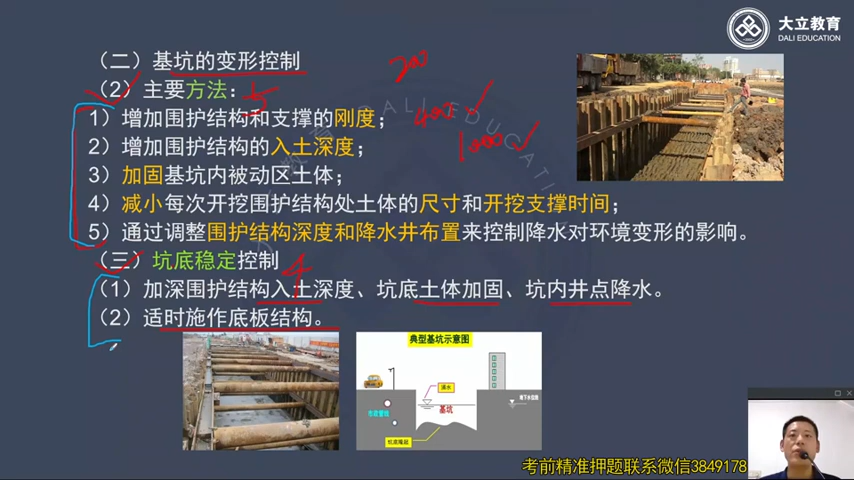 大立教育
DALI EDUCATION
（二）基坑的变形控制
（2）主要方法：
5
200
400
1000
1）增加围护结构和支撑的刚度；
2）增加围护结构的入土深度；
3）加固基坑内被动区土体；
4）减小每次开挖围护结构处土体的尺寸和开挖支撑时间；
5）通过调整围护结构深度和降水井布置来控制降水对环境变形的影响。
（三）坑底稳定控制
4
（1）加深围护结构入土深度、坑底土体加固、坑内井点降水。
（2）适时施作底板结构。
典型基坑示意图
基坑
坑底隆起
考前精准押题联系微信3849178